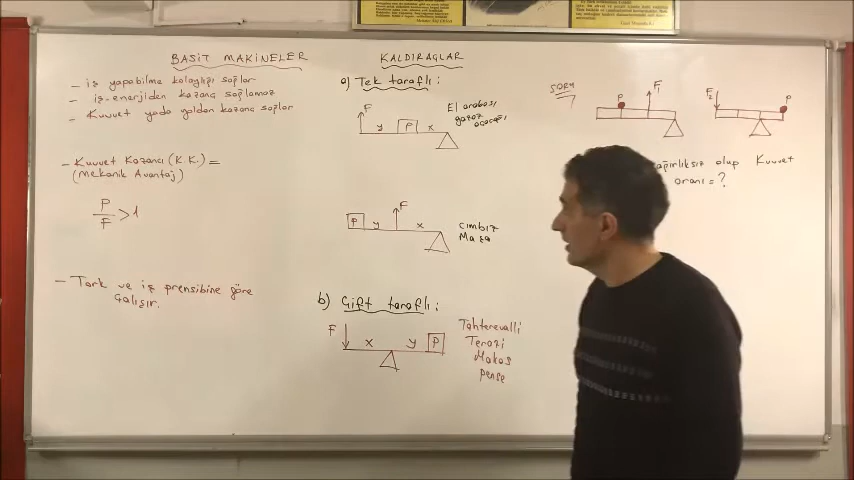 BASİT MAKİNELER
- iş yapabilme kolaylığı sağlar
- iş-enerjiden kazanç sağlamaz
- Kuvvet yada yoldan kazanç sağlar
- Kuvvet Kazancı (K.K.) =
(Mekanik Avantaj)
P
F
>1
- Tork ve iş prensibine göre
çalışır.
KALDIRAÇLAR
a) Tek taraflı:
F
y P x
El arabası
gazoz
açacağı
F
P y x
cımbız
Maşa
b) Çift taraflı:
F
x y P
Tahterevalli
Terazi
Makas
pense
SORU
P F1
F2 P
olup Kuvvet
oranı = ?